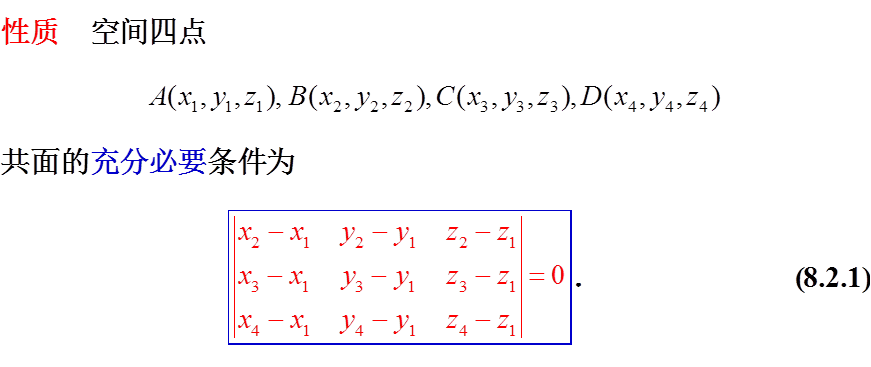 性质 空间四点
A(x₁, y₁, z₁), B(x₂, y₂, z₂), C(x₃, y₃, z₃), D(x₄, y₄, z₄)
共面的充分必要条件为
|x₂ − x₁ y₂ − y₁ z₂ − z₁|
|x₃ − x₁ y₃ − y₁ z₃ − z₁| = 0 . (8.2.1)
|x₄ − x₁ y₄ − y₁ z₄ − z₁|